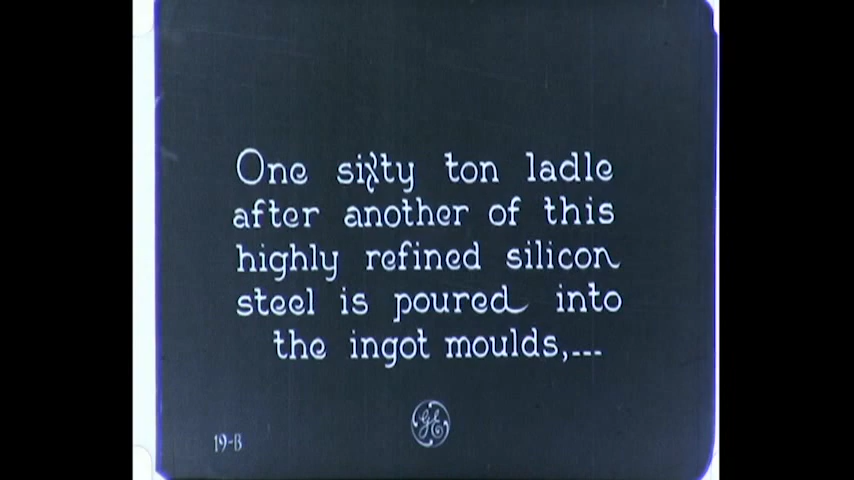 One sixty ton ladle
after another of this
highly refined silicon
steel is poured into
the ingot moulds,---
GE
19-B